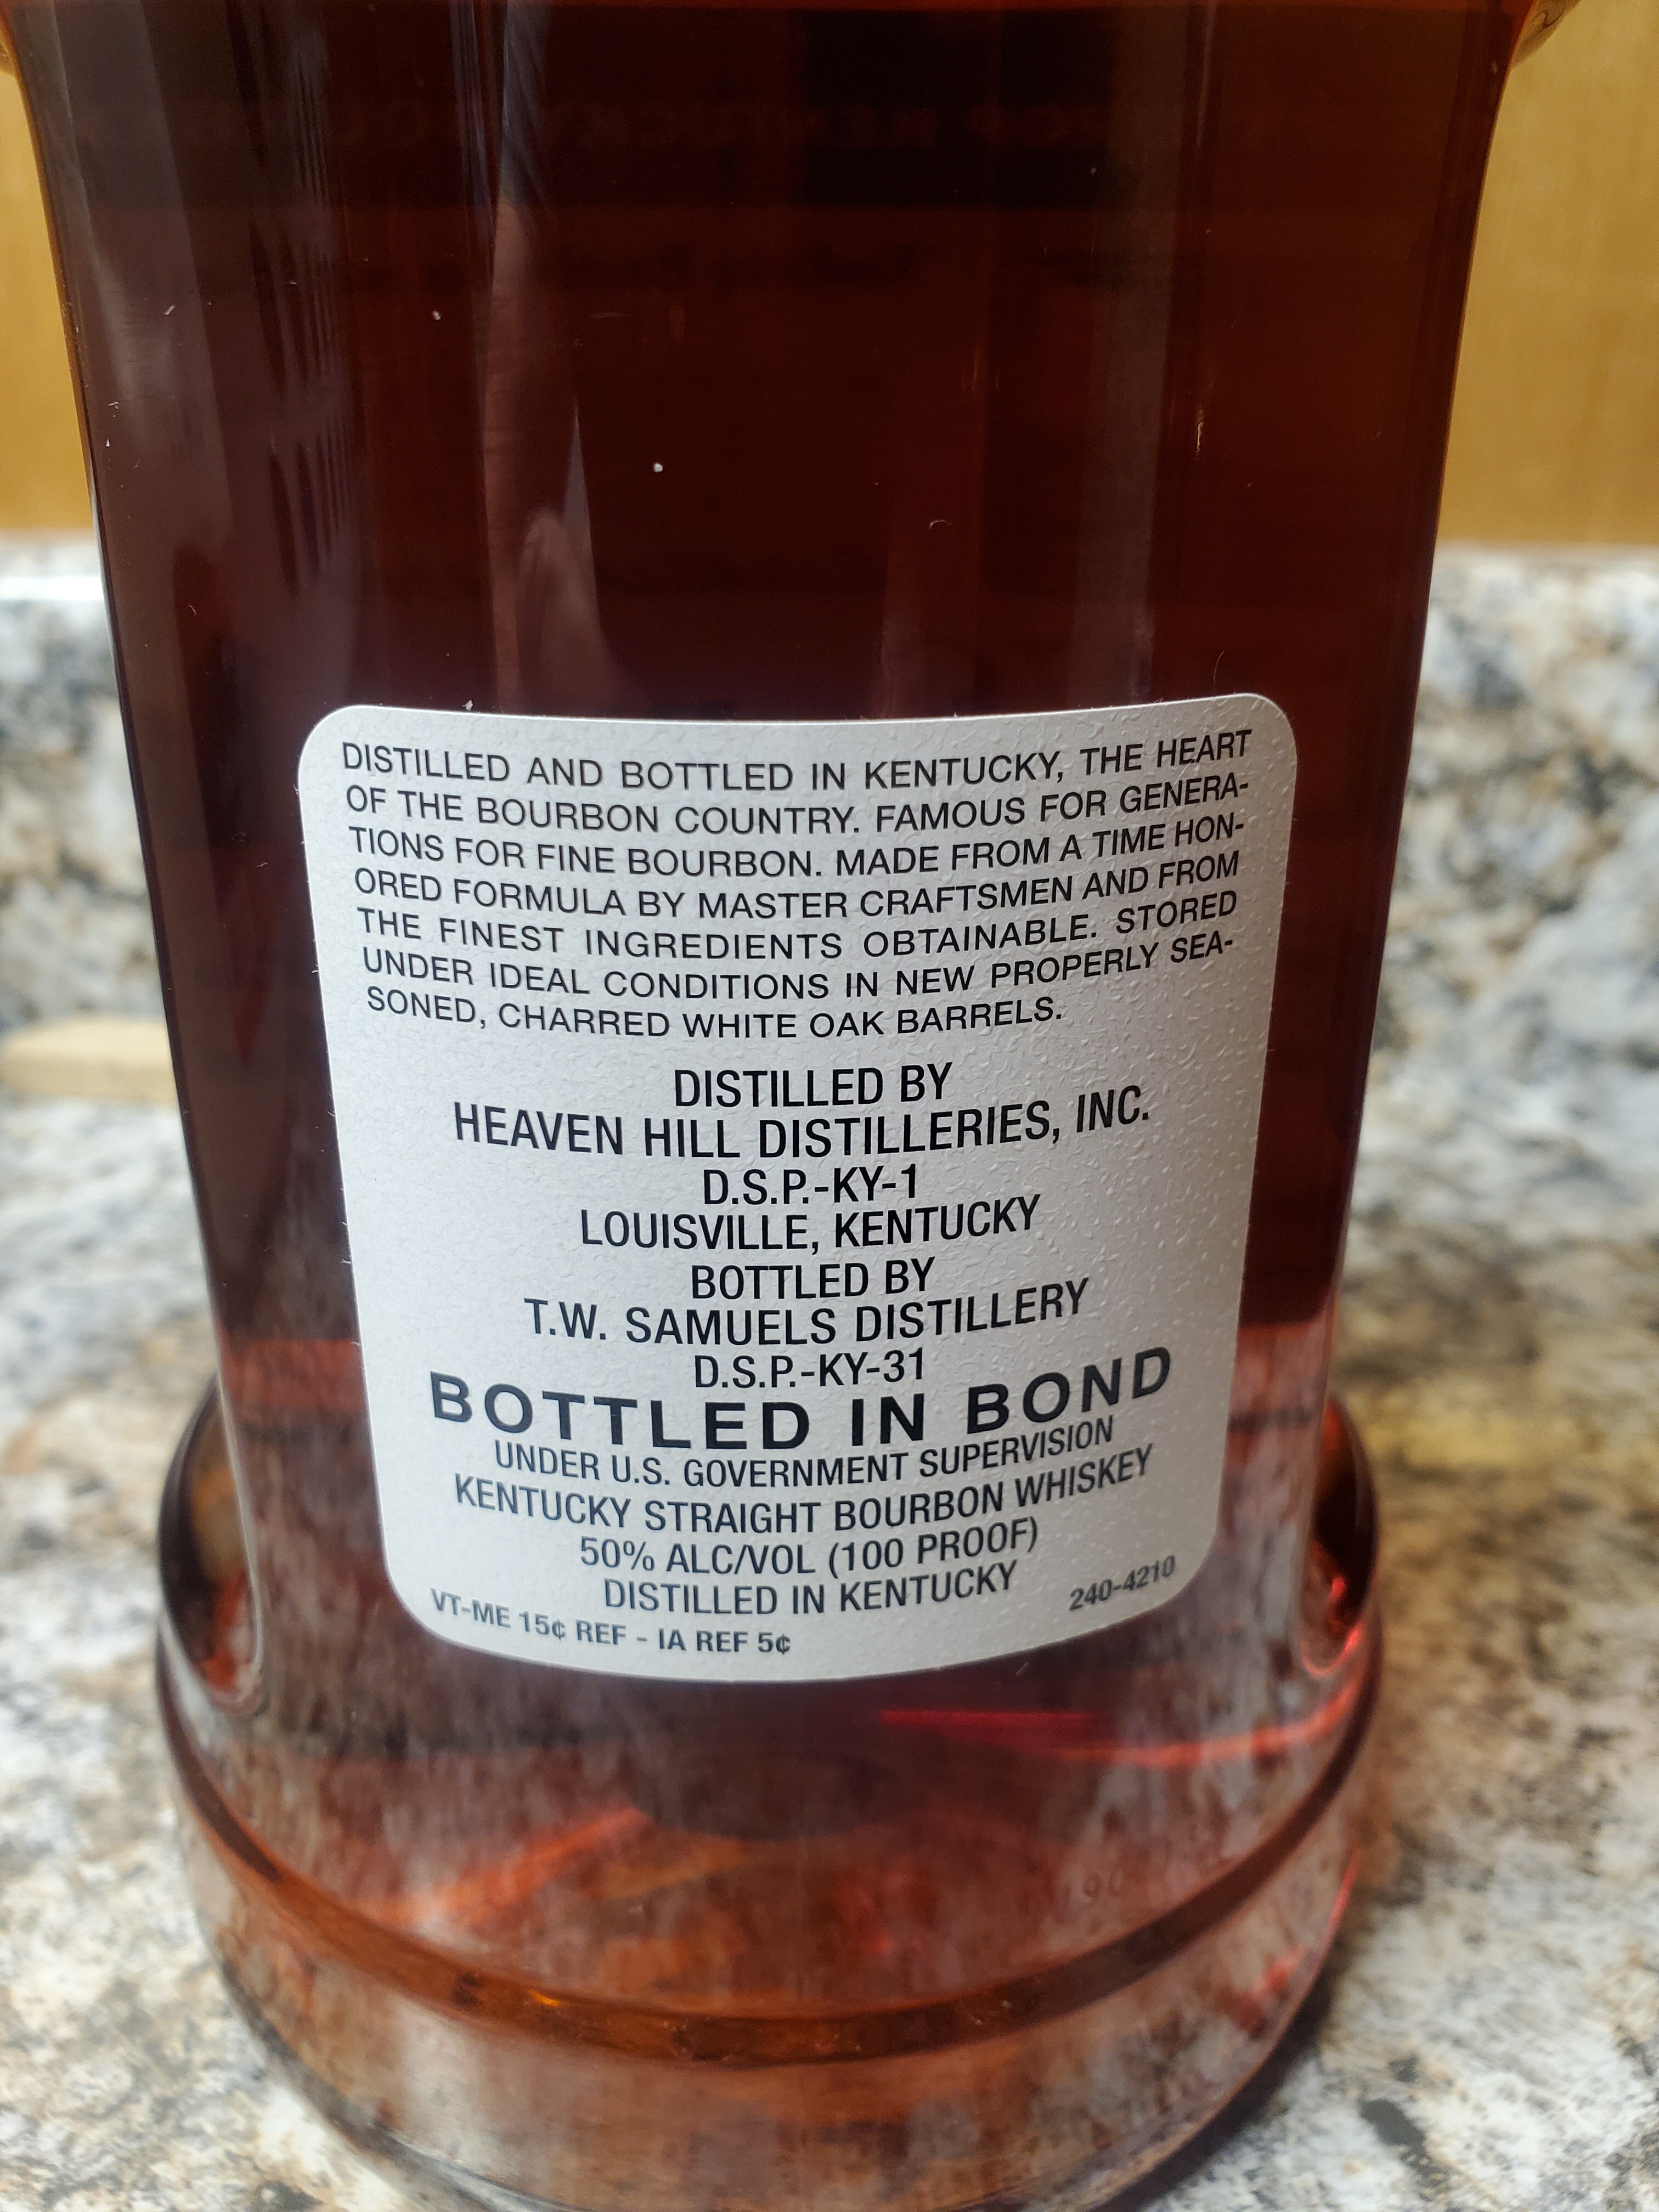 DISTILLED AND BOTTLED IN KENTUCKY, THE HEART
OF THE BOURBON COUNTRY. FAMOUS FOR GENERA-
TIONS FOR FINE BOURBON. MADE FROM A TIME HON-
ORED FORMULA BY MASTER CRAFTSMEN AND FROM
THE FINEST INGREDIENTS OBTAINABLE. STORED
UNDER IDEAL CONDITIONS IN NEW PROPERLY SEA-
SONED, CHARRED WHITE OAK BARRELS.
DISTILLED BY
HEAVEN HILL DISTILLERIES, INC.
D.S.P.-KY-1
LOUISVILLE, KENTUCKY
BOTTLED BY
T.W. SAMUELS DISTILLERY
D.S.P.-KY-31
BOTTLED IN BOND
UNDER U.S. GOVERNMENT SUPERVISION
KENTUCKY STRAIGHT BOURBON WHISKEY
50% ALC/VOL (100 PROOF)
DISTILLED IN KENTUCKY
240-4210
VT-ME 15¢ REF - IA REF 5¢